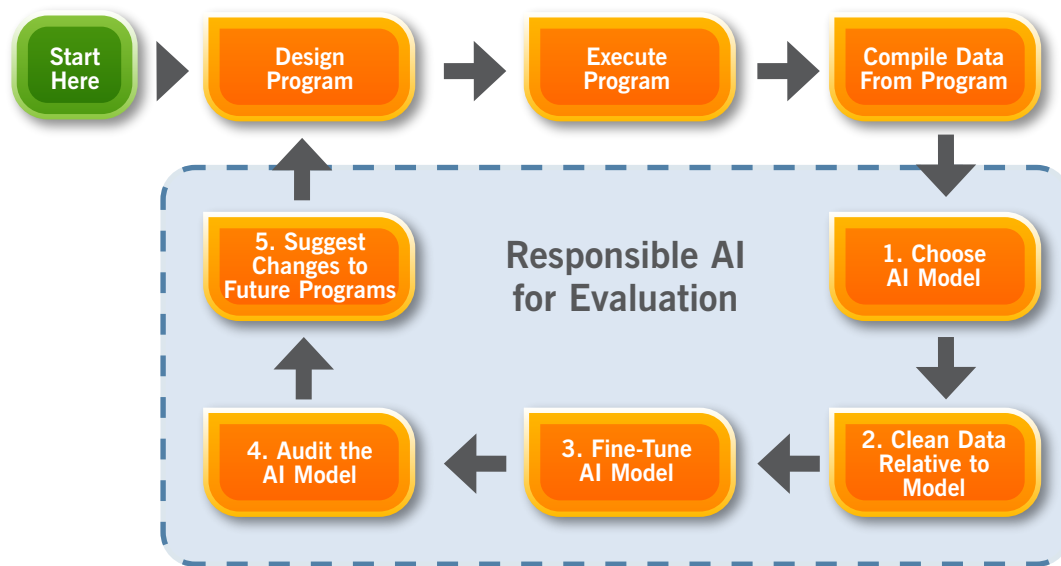 Start
Here
Design
Program
Execute
Program
Compile Data
From Program
5. Suggest
Changes to
Future Programs
Responsible AI
for Evaluation
1. Choose
AI Model
4. Audit the
AI Model
3. Fine-Tune
AI Model
2. Clean Data
Relative to
Model